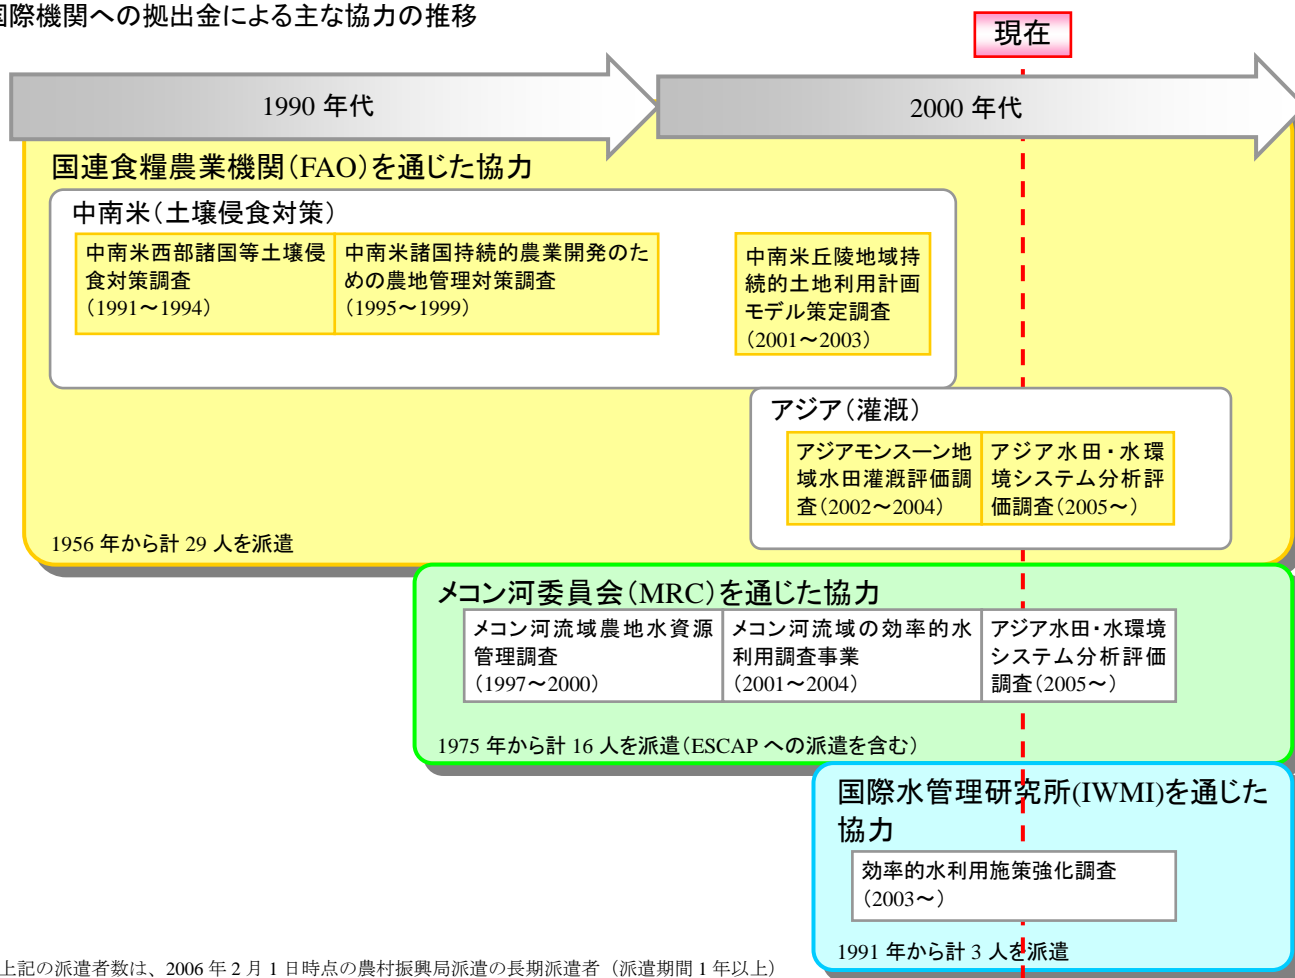 国際機関への拠出金による主な協力の推移
現在
1990 年代
2000 年代
国連食糧農業機関（FAO）を通じた協力
中南米（土壌侵食対策）
中南米西部諸国等土壌侵
食対策調査
（1991～1994）
中南米諸国持続的農業開発のた
めの農地管理対策調査
（1995～1999）
中南米丘陵地域持
続的土地利用計画
モデル策定調査
（2001～2003）
アジア（灌漑）
アジアモンスーン地
域水田灌漑評価調
査（2002～2004）
アジア水田・水環
境システム分析評
価調査（2005～）
1956 年から計 29 人を派遣
メコン河委員会（MRC）を通じた協力
メコン河流域農地水資源
管理調査
（1997～2000）
メコン河流域の効率的水
利用調査事業
（2001～2004）
アジア水田・水環境
システム分析評価
調査（2005～）
1975 年から計 16 人を派遣（ESCAP への派遣を含む）
国際水管理研究所(IWMI)を通じた
協力
効率的水利用施策強化調査
（2003～）
1991 年から計 3 人を派遣
上記の派遣者数は、2006 年 2 月 1 日時点の農村振興局派遣の長期派遣者（派遣期間 1 年以上）